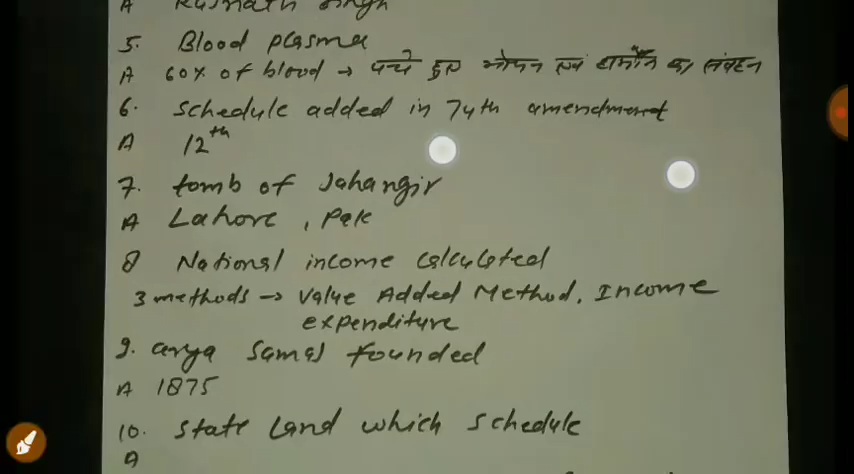 A Rajnath Singh
5. Blood plasma
A 60% of blood → पचे हुए भोजन एवं हार्मोन का संवहन
6. Schedule added in 74th amendment
A 12th
7. tomb of Jahangir
A Lahore, Pak
8 National income calculated
3 methods → Value Added Method, Income
expenditure
9. arya Samaj founded
A 1875
10. State Land which schedule
A